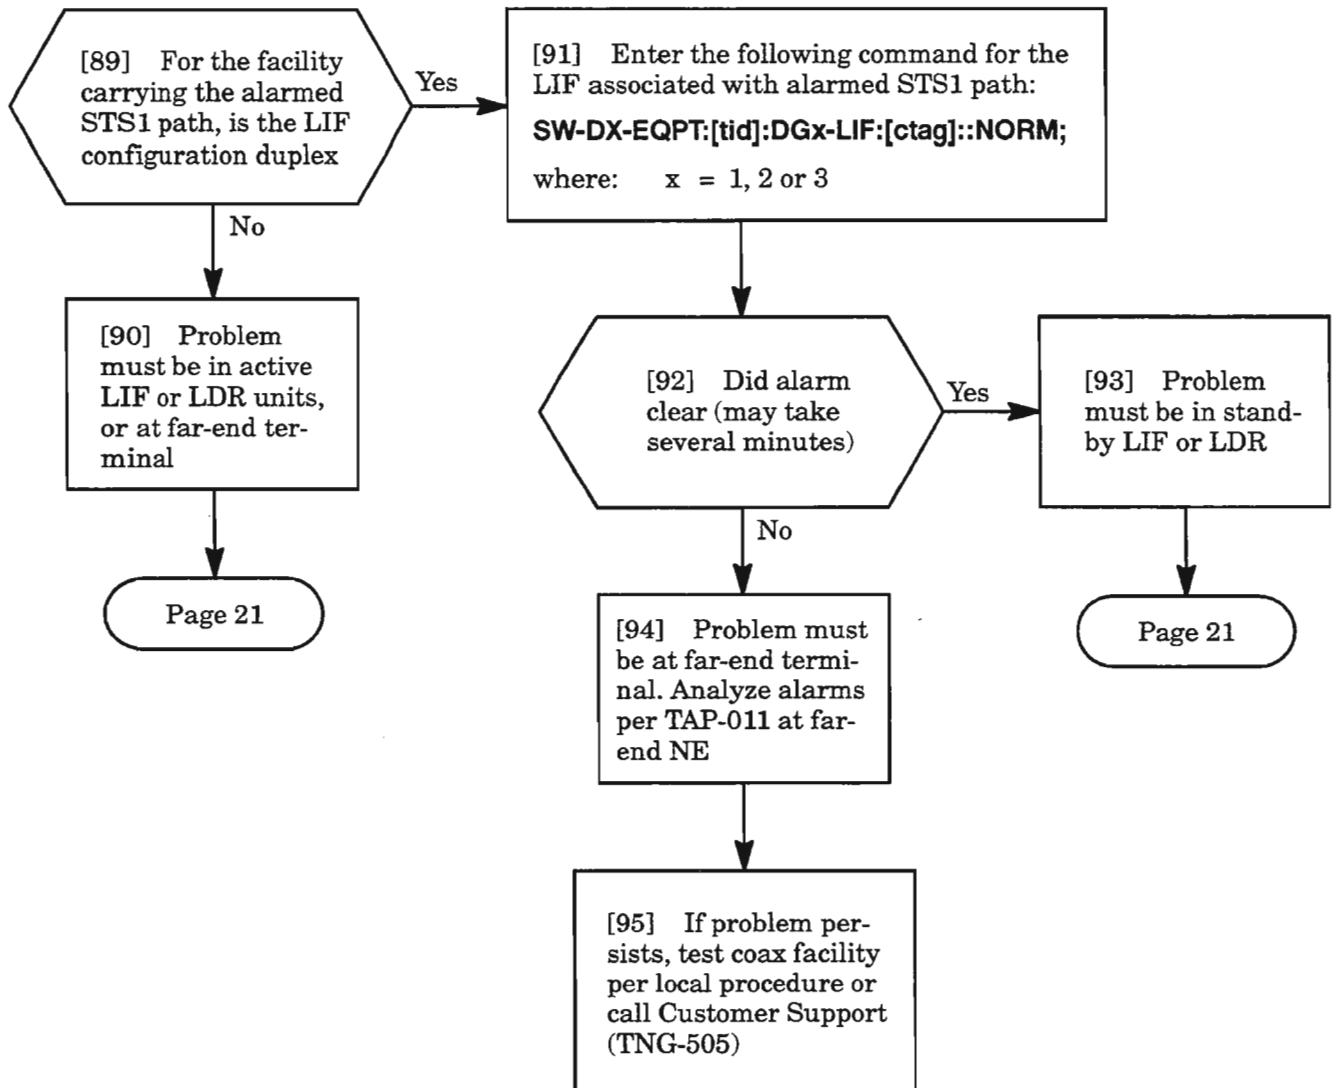 [89] For the facility
carrying the alarmed
STS1 path, is the LIF
configuration duplex
Yes
No
[90] Problem
must be in active
LIF or LDR units,
or at far-end ter-
minal
Page 21
[91] Enter the following command for the
LIF associated with alarmed STS1 path:
SW-DX-EQPT:[tid]:DGx-LIF:[ctag]::NORM;
where: x = 1, 2 or 3
[92] Did alarm
clear (may take
several minutes)
Yes
No
[93] Problem
must be in stand-
by LIF or LDR
Page 21
[94] Problem must
be at far-end termi-
nal. Analyze alarms
per TAP-011 at far-
end NE
[95] If problem per-
sists, test coax facility
per local procedure or
call Customer Support
(TNG-505)